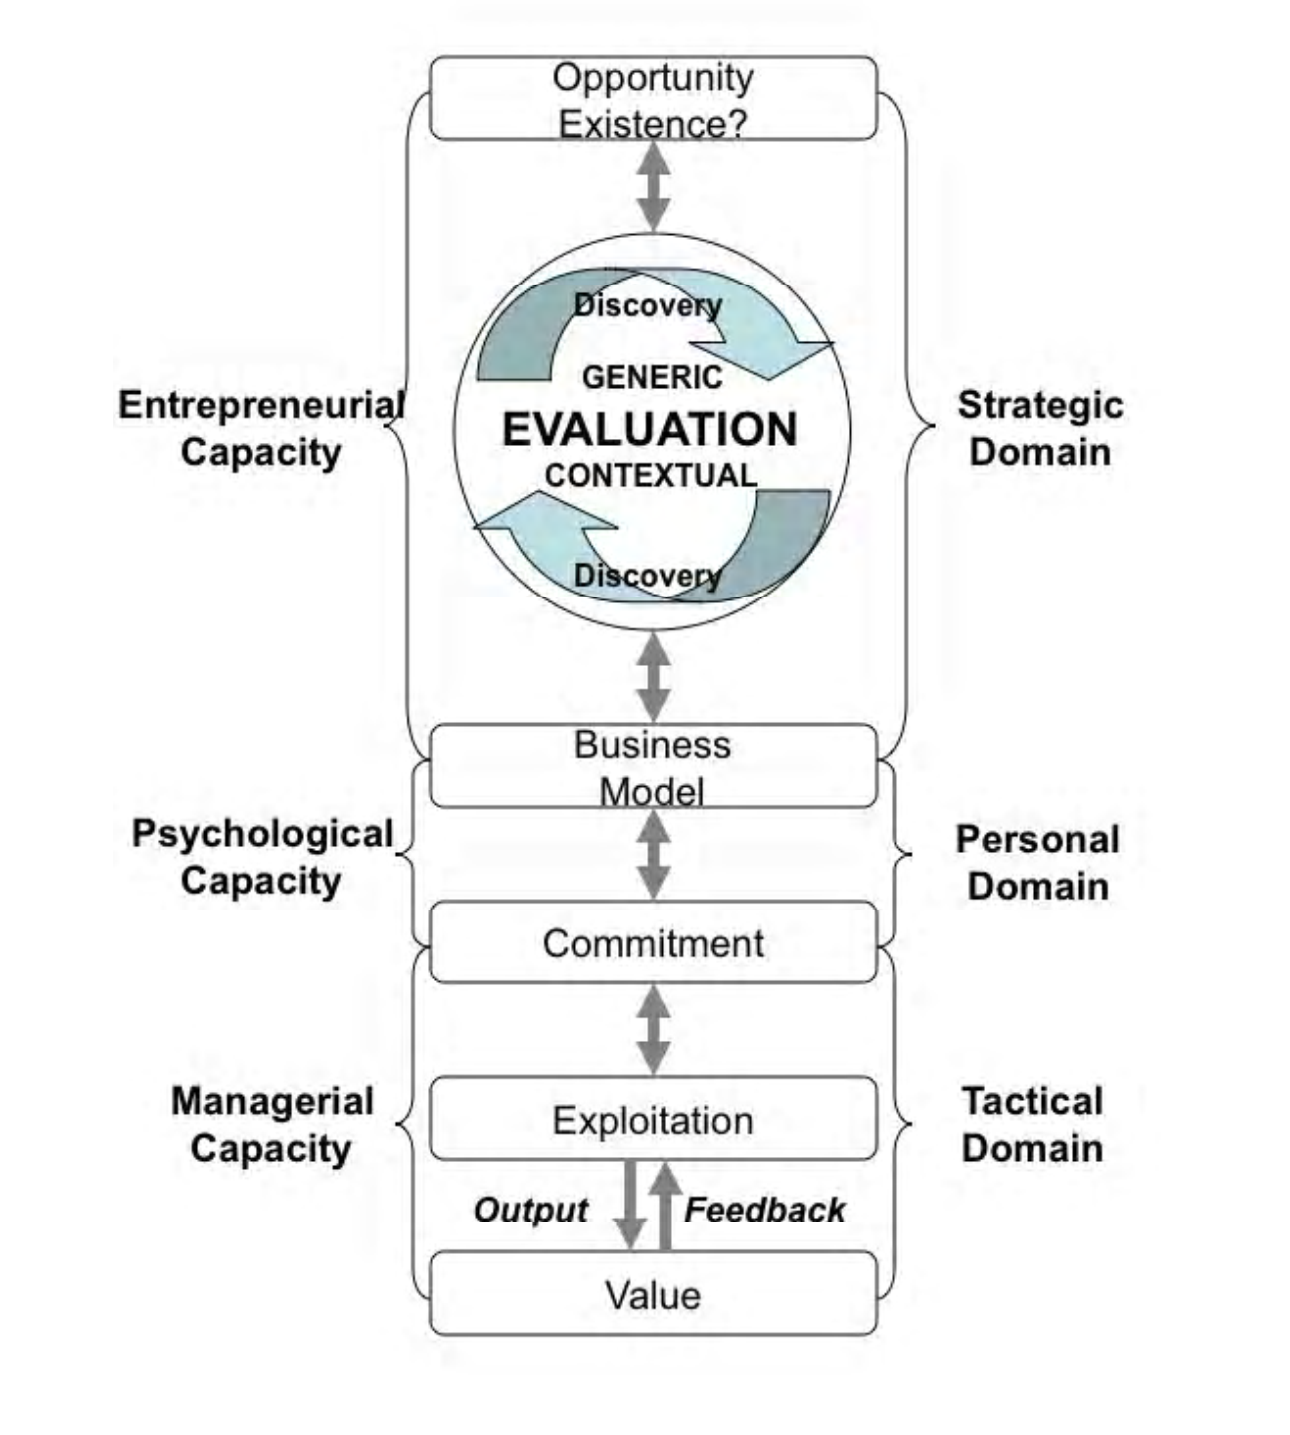 Opportunity
Existence?
Discovery
GENERIC
EVALUATION
CONTEXTUAL
Discovery
Entrepreneurial
Capacity
Strategic
Domain
Business
Model
Psychological
Capacity
Personal
Domain
Commitment
Managerial
Capacity
Exploitation
Tactical
Domain
Output
Feedback
Value